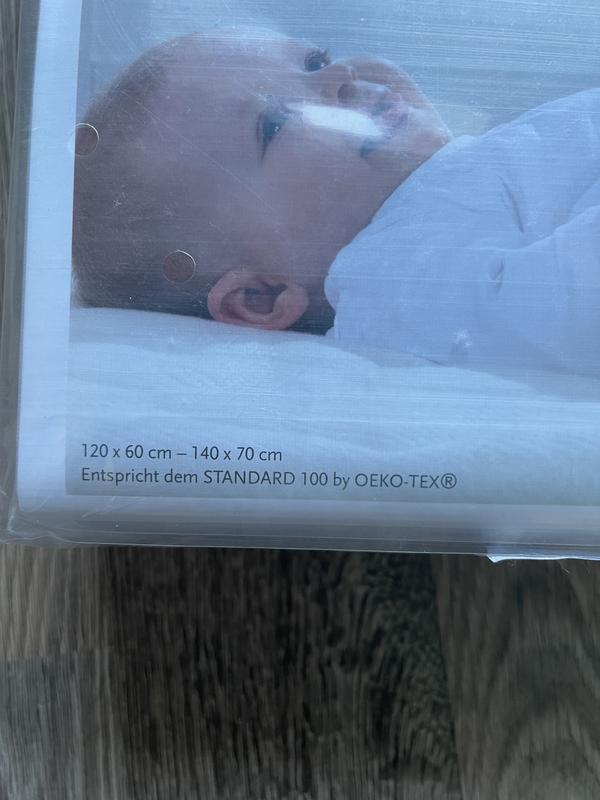 120 x 60 cm – 140 x 70 cm
Entspricht dem STANDARD 100 by OEKO-TEX®